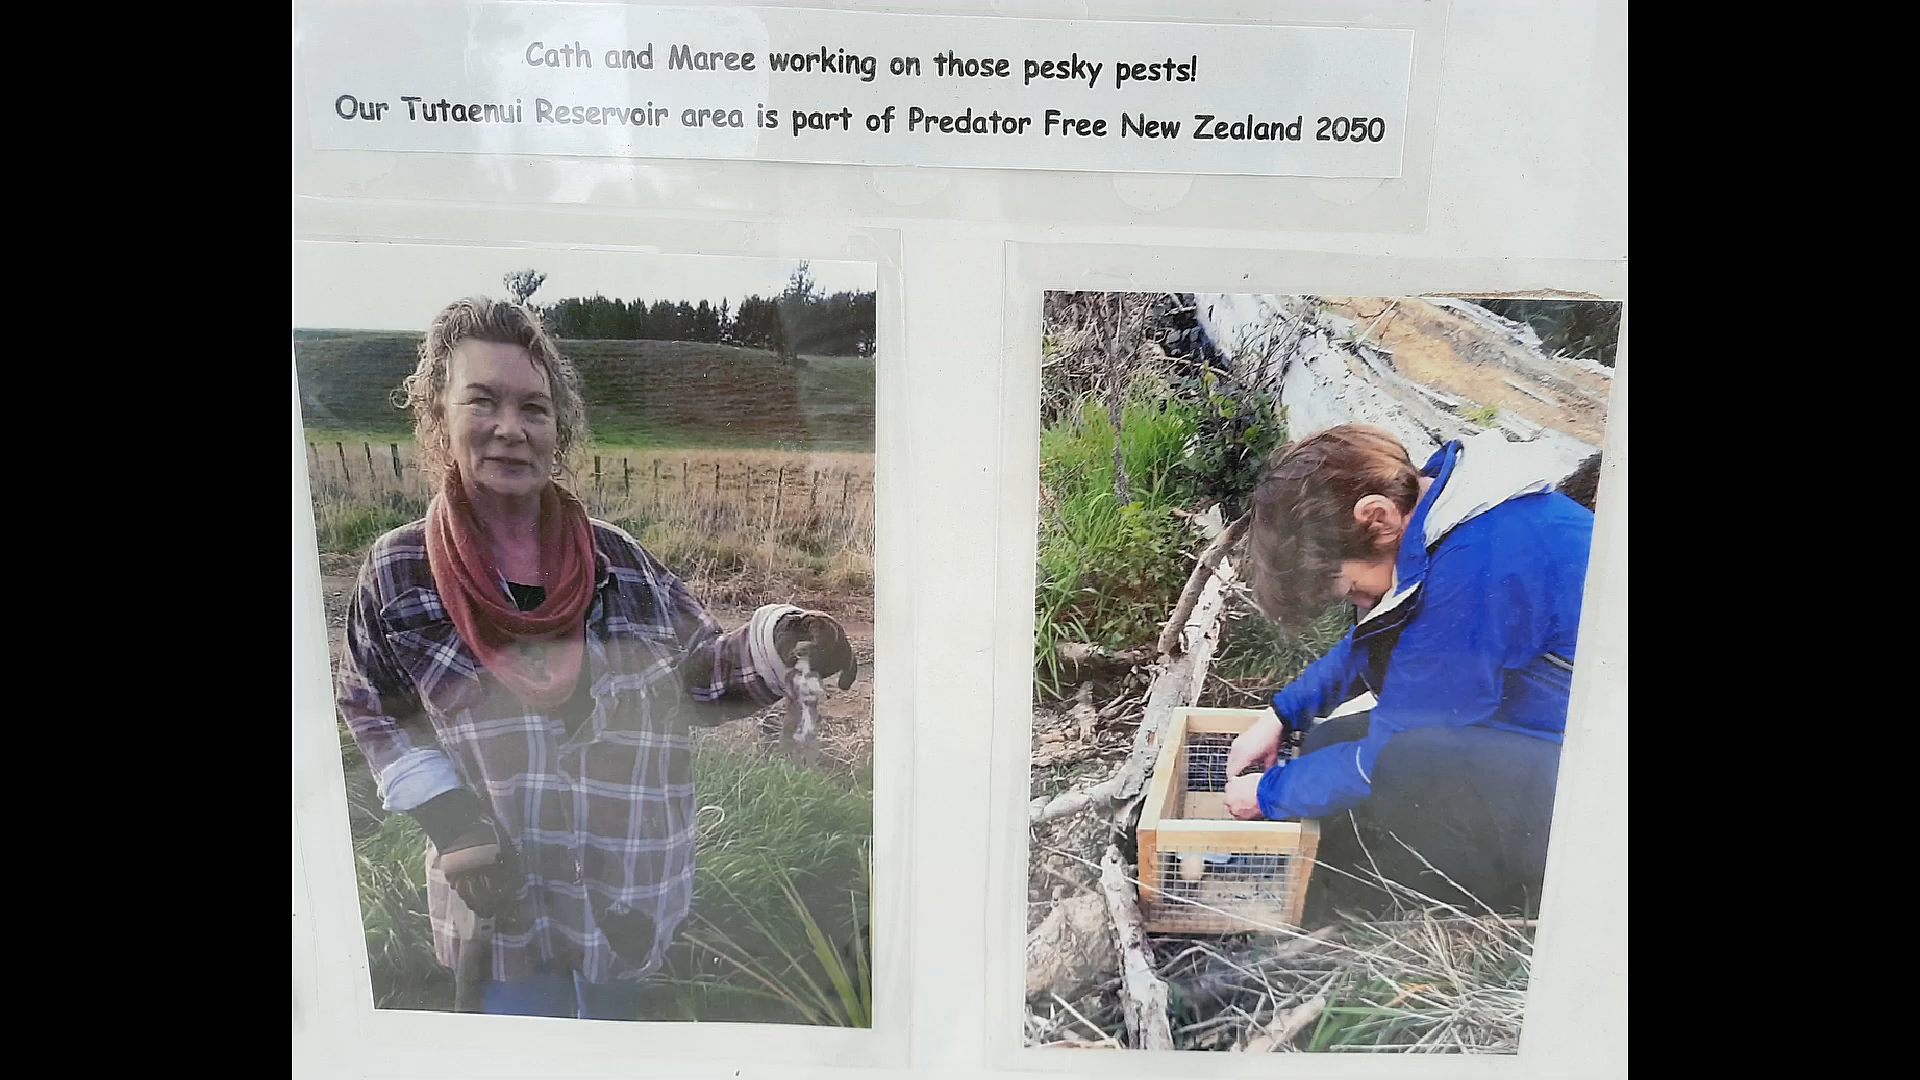 Cath and Maree working on those pesky pests!
Our Tutaenui Reservoir area is part of Predator Free New Zealand 2050